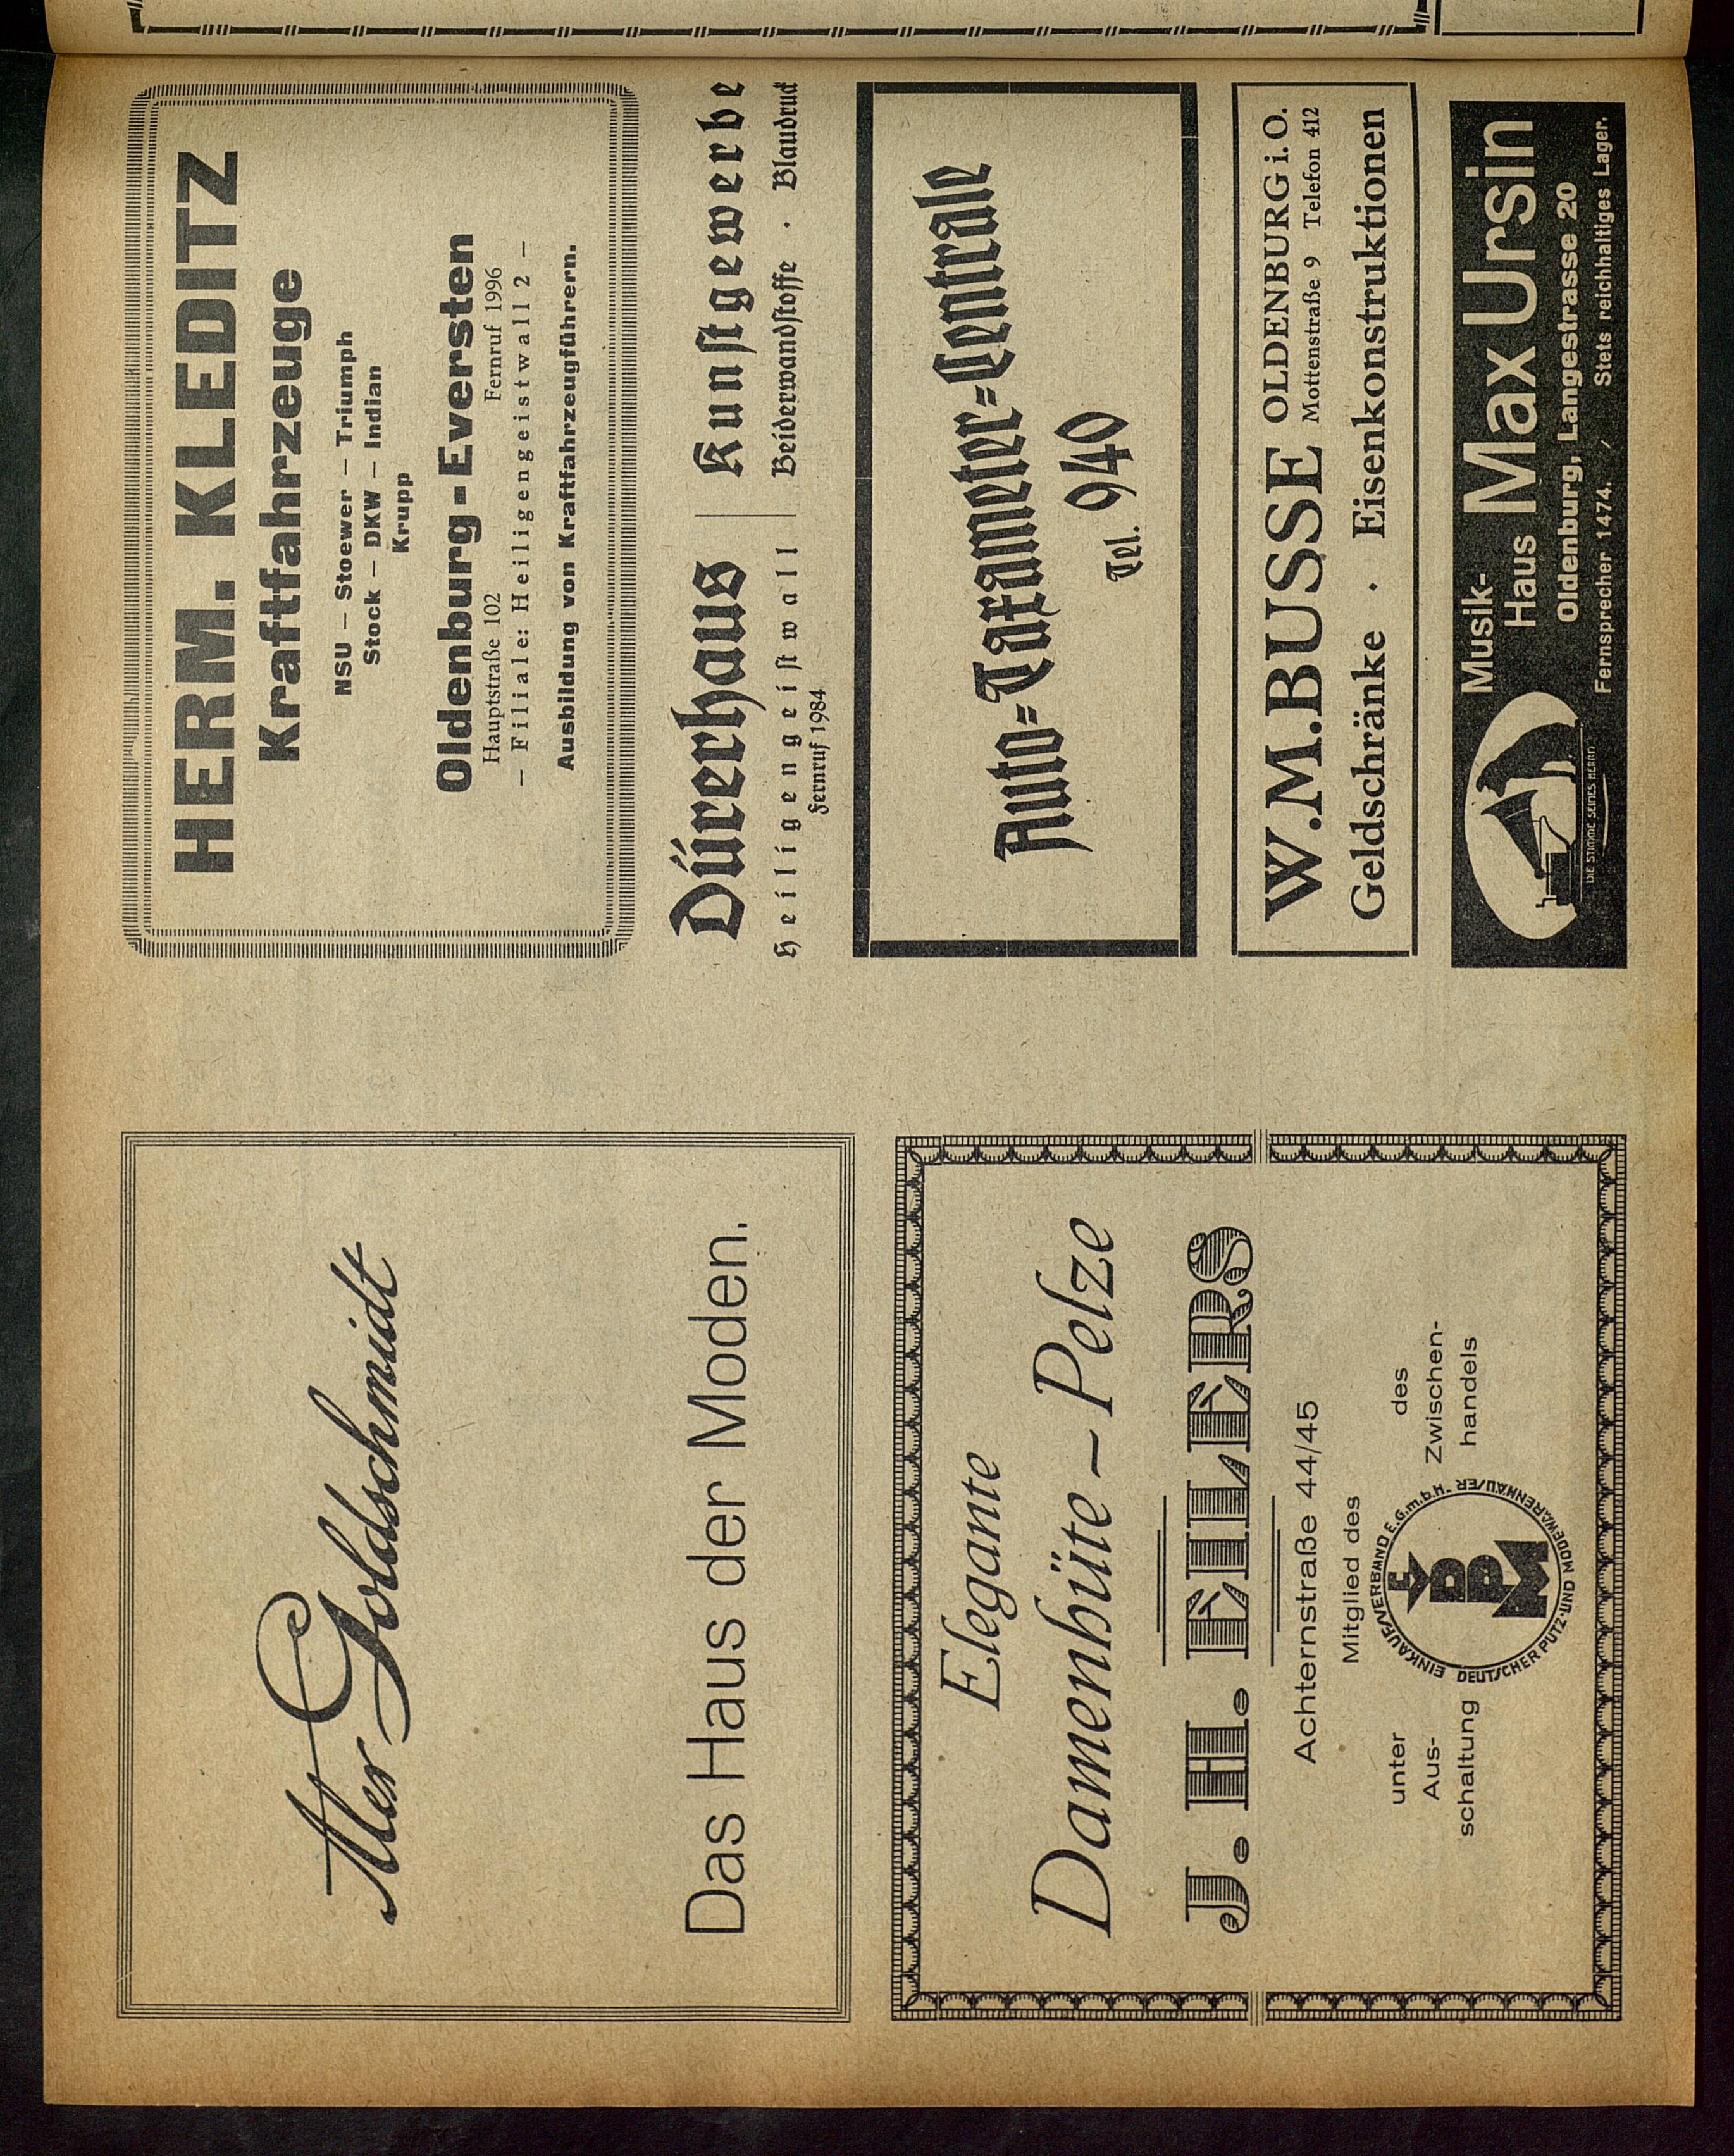 Alex Goldschmidt
Das Haus der Moden.
Elegante
Damenhüte – Pelze
J. H. EILERS
Achternstraße 44/45
Mitglied des
EINKAUFSVERBAND E.G.m.b.H.
DEUTSCHER PUTZ-UND MODEWARENHÄUSER
E
V
D
P
M
unter
Aus-
schaltung
des
Zwischen-
handels
HERM. KLEDITZ
Kraftfahrzeuge
NSU – Stoewer – Triumph
Stock – DKW – Indian
Krupp
Oldenburg-Eversten
Hauptstraße 102 Fernruf 1996
– Filiale: Heiligengeistwall 2 –
Ausbildung von Kraftfahrzeugführern.
Dürerhaus
Heiligengeistwall
Fernruf 1984
Kunstgewerbe
Beiderwandstoffe · Blaudruck
Auto-Taxameter-Centrale
Tel. 940
W.M.BUSSE OLDENBURG i. O.
Mottenstraße 9 Telefon 412
Geldschränke · Eisenkonstruktionen
DIE STIMME SEINES HERRN
Musik-
Haus Max Ursin
Oldenburg, Langestrasse 20
Fernsprecher 1474. / Stets reichhaltiges Lager.